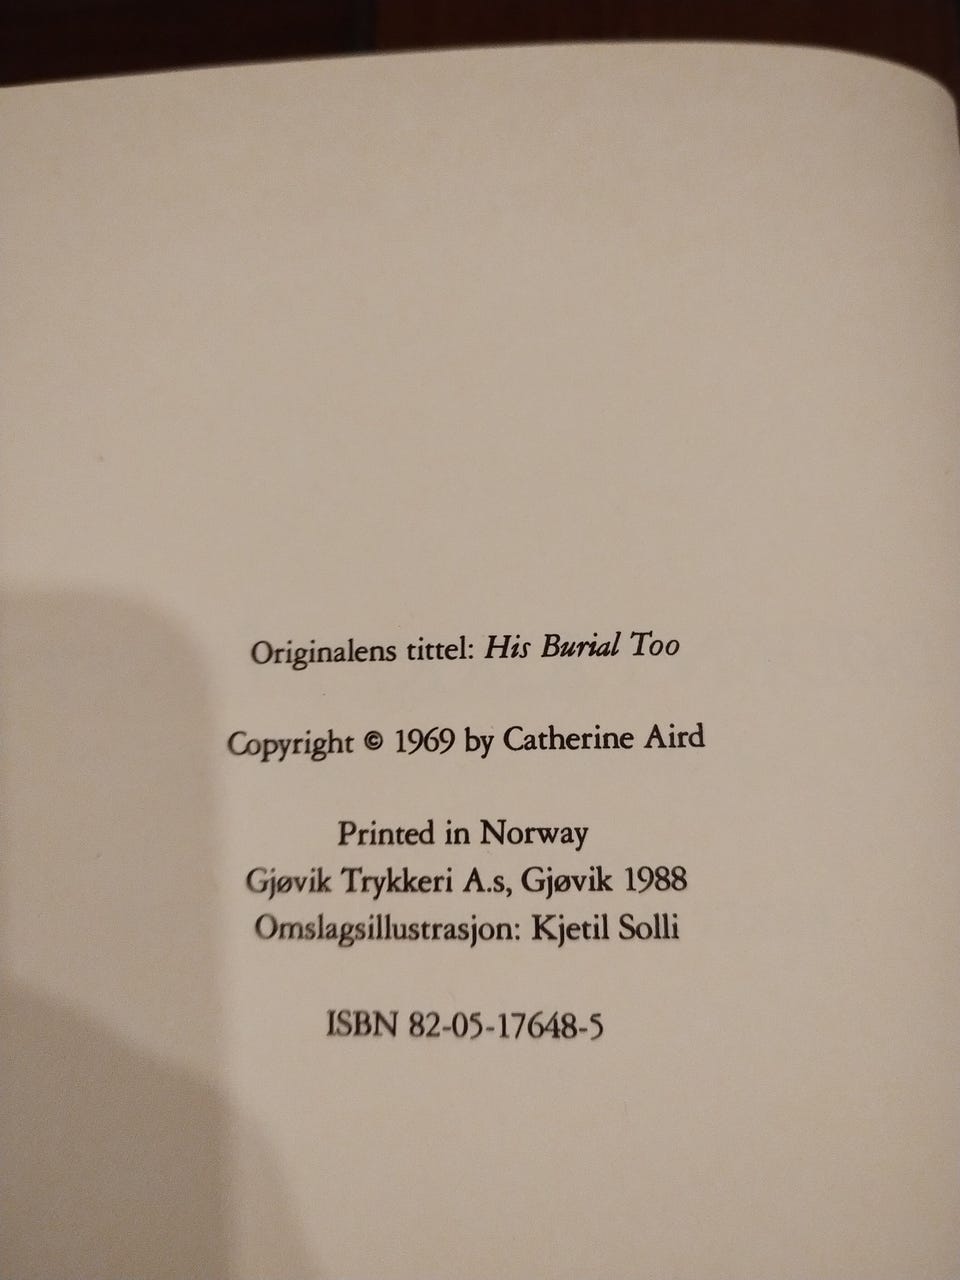 Originalens tittel: His Burial Too
Copyright © 1969 by Catherine Aird
Printed in Norway
Gjøvik Trykkeri A.s, Gjøvik 1988
Omslagsillustrasjon: Kjetil Solli
ISBN 82-05-17648-5